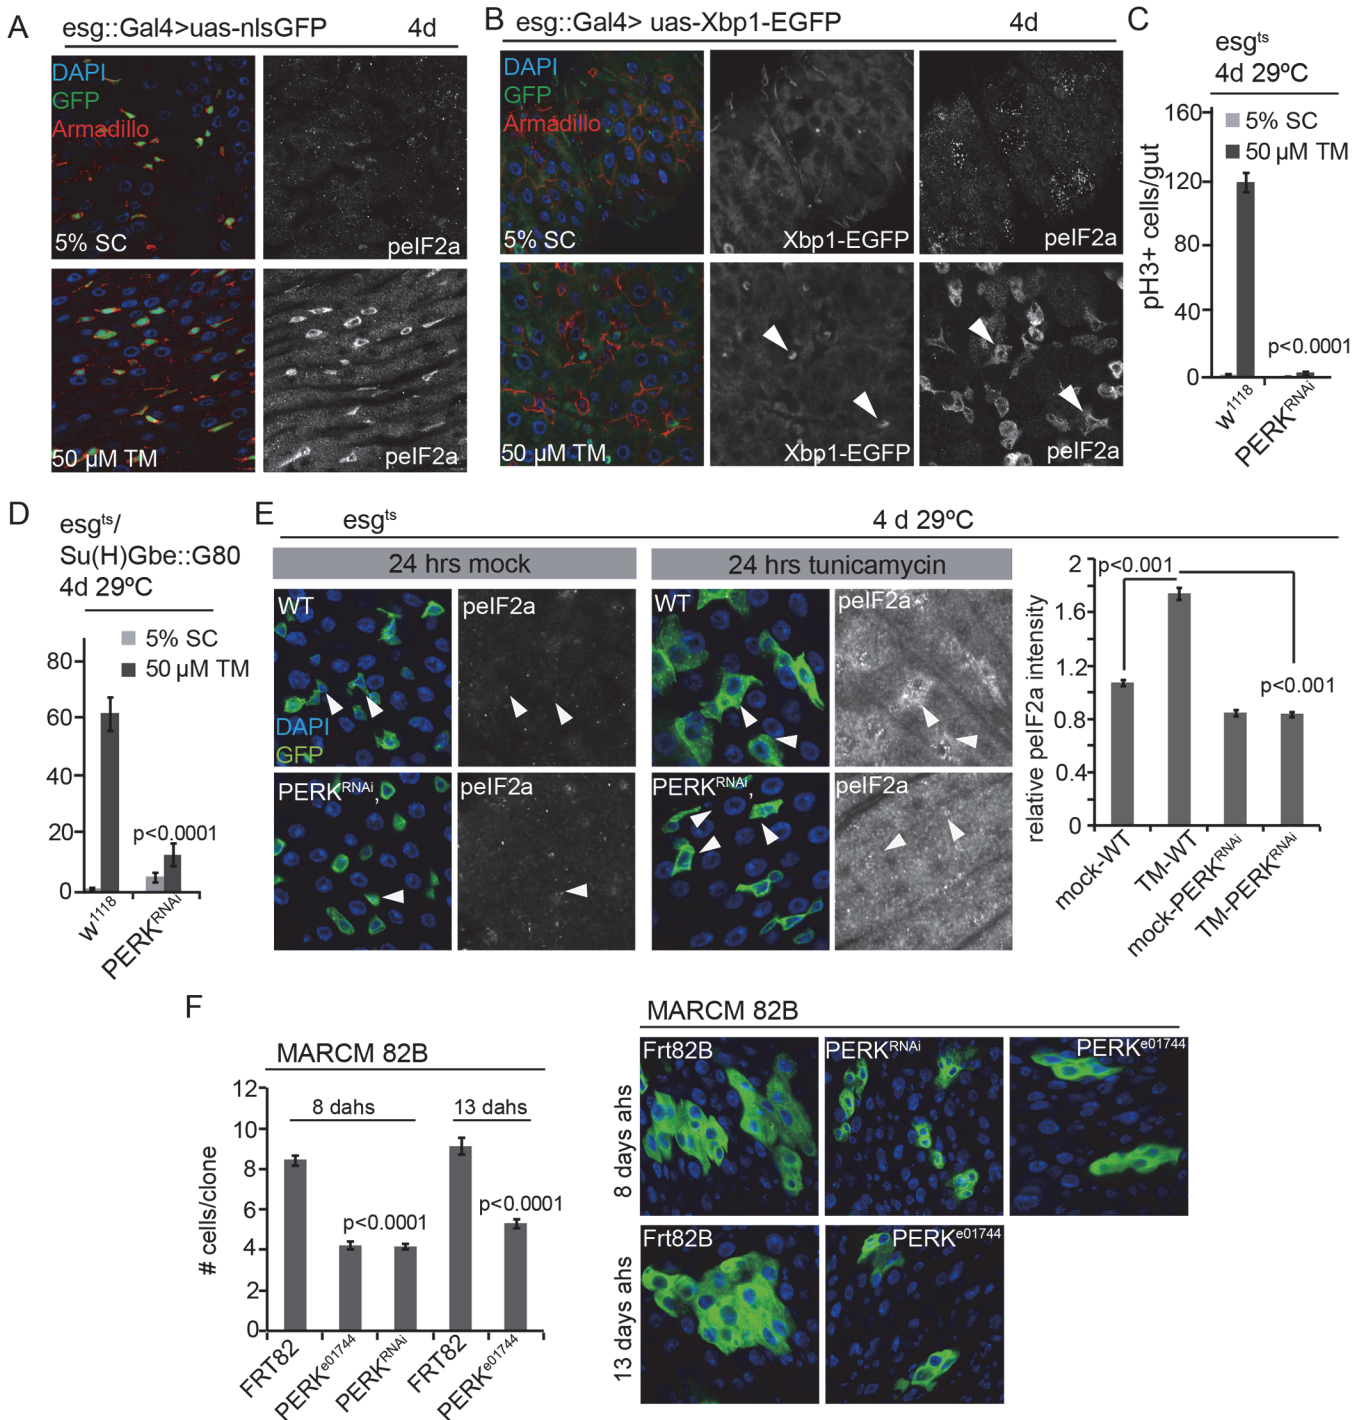 A
esg::Gal4>uas-nlsGFP 4d
DAPI
GFP
Armadillo
5% SC
peIF2a
50 µM TM
peIF2a
B
esg::Gal4> uas-Xbp1-EGFP 4d
DAPI
GFP
Armadillo
5% SC
Xbp1-EGFP
peIF2a
50 µM TM
Xbp1-EGFP
peIF2a
C
esgts
4d 29ºC
160
5% SC
50 µM TM
120
80
40
0
pH3+ cells/gut
p<0.0001
w1118
PERKRNAi
D
esgts/
Su(H)Gbe::G80
4d 29ºC
5% SC
50 µM TM
80
60
40
20
0
p<0.0001
w1118
PERKRNAi
E
esgts 4 d 29ºC
24 hrs mock
24 hrs tunicamycin
WT
peIF2a
DAPI
GFP
WT
peIF2a
PERKRNAi,
peIF2a
PERKRNAi,
peIF2a
relative peIF2a intensity
2
1.6
1.2
0.8
0.4
0
p<0.001
p<0.001
mock-WT
TM-WT
mock-PERKRNAi
TM-PERKRNAi
F
MARCM 82B
12
10
8
6
4
2
0
# cells/clone
8 dahs
13 dahs
p<0.0001
p<0.0001
FRT82
PERKe01744
PERKRNAi
FRT82
PERKe01744
MARCM 82B
8 days ahs
Frt82B
PERKRNAi
PERKe01744
13 days ahs
Frt82B
PERKe01744